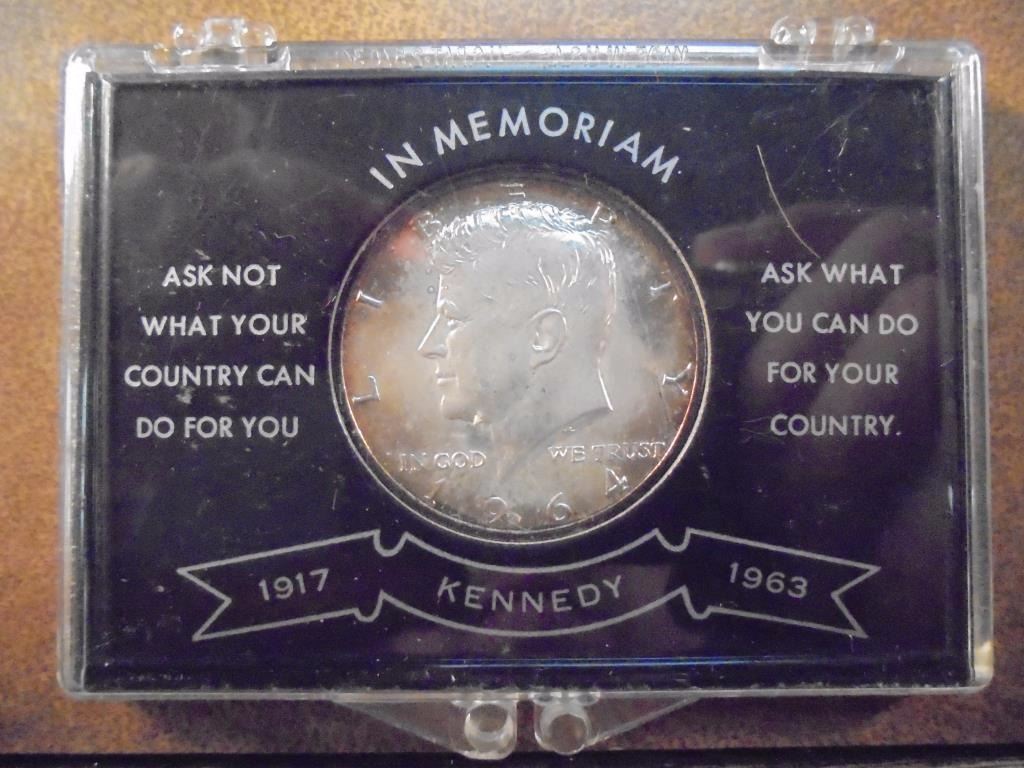 IN MEMORIAM
ASK NOT
WHAT YOUR
COUNTRY CAN
DO FOR YOU
LIBERTY
IN GOD WE TRUST
1964
ASK WHAT
YOU CAN DO
FOR YOUR
COUNTRY.
1917 KENNEDY 1963